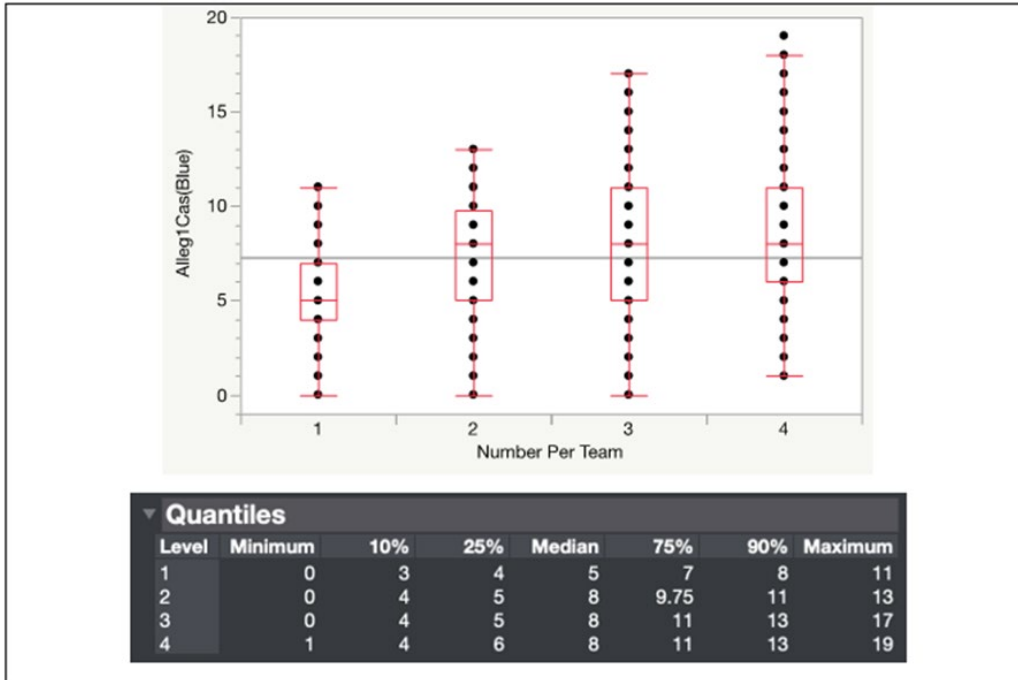 20
15
10
5
0
Alleg1Cas(Blue)
1 2 3 4
Number Per Team
Quantiles
Level Minimum 10% 25% Median 75% 90% Maximum
1 0 3 4 5 7 8 11
2 0 4 5 8 9.75 11 13
3 0 4 5 8 11 13 17
4 1 4 6 8 11 13 19